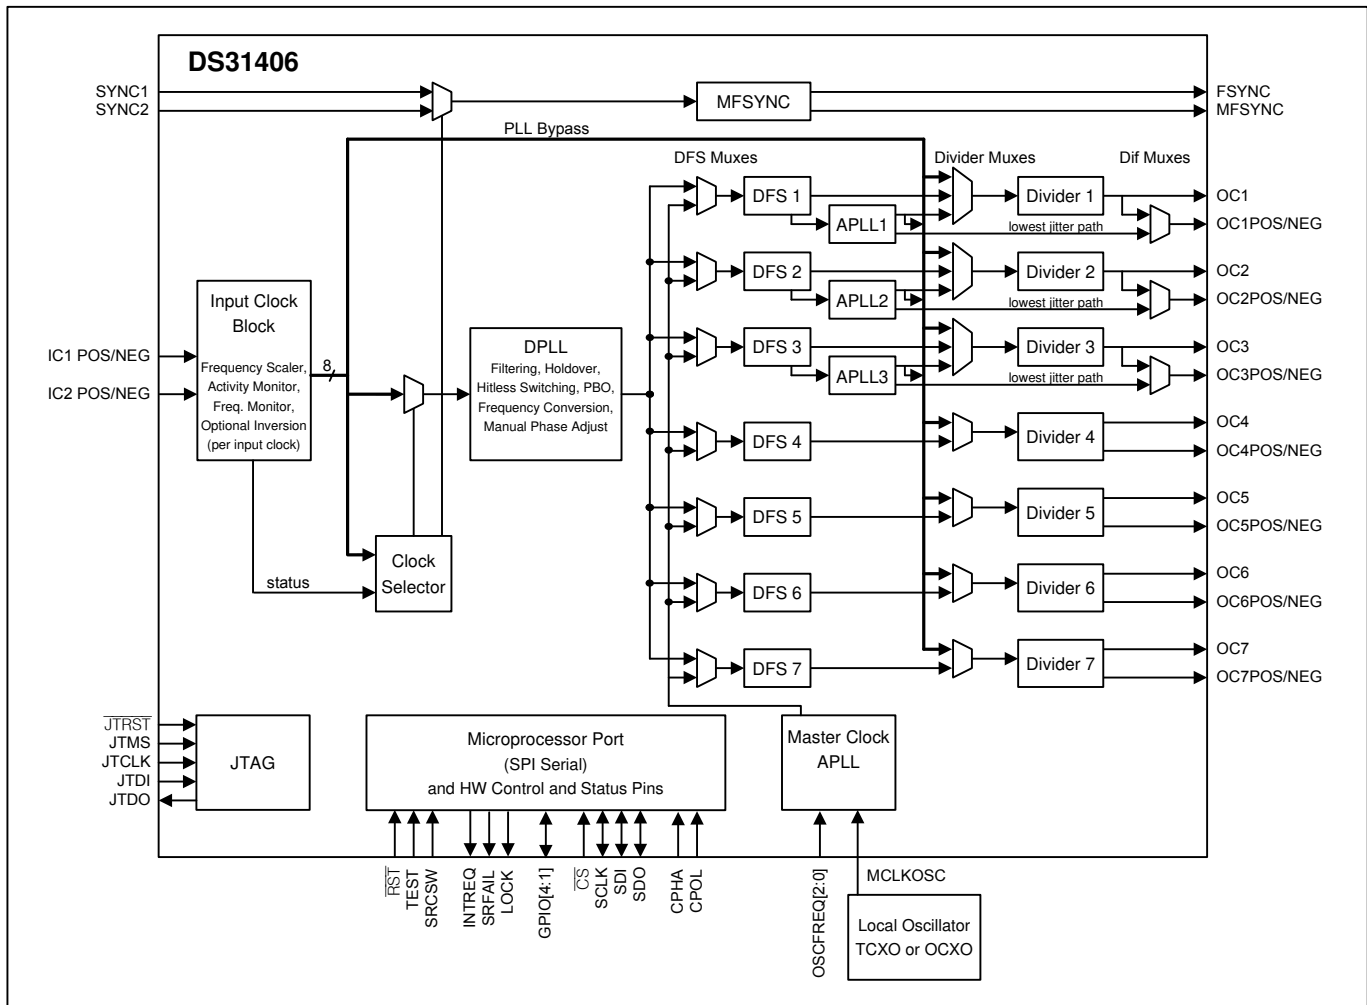 DS31406
SYNC1
SYNC2
MFSYNC
FSYNC
MFSYNC
PLL Bypass
DFS Muxes
Divider Muxes
Dif Muxes
DFS 1
APLL1
Divider 1
lowest jitter path
OC1
OC1POS/NEG
DFS 2
APLL2
Divider 2
lowest jitter path
OC2
OC2POS/NEG
DFS 3
APLL3
Divider 3
lowest jitter path
OC3
OC3POS/NEG
IC1 POS/NEG
IC2 POS/NEG
Input Clock
Block
Frequency Scaler,
Activity Monitor,
Freq. Monitor,
Optional Inversion
(per input clock)
8
DPLL
Filtering, Holdover,
Hitless Switching, PBO,
Frequency Conversion,
Manual Phase Adjust
DFS 4
Divider 4
OC4
OC4POS/NEG
DFS 5
Divider 5
OC5
OC5POS/NEG
status
Clock
Selector
DFS 6
Divider 6
OC6
OC6POS/NEG
DFS 7
Divider 7
OC7
OC7POS/NEG
JTRST
JTMS
JTCLK
JTDI
JTDO
JTAG
Microprocessor Port
(SPI Serial)
and HW Control and Status Pins
Master Clock
APLL
RST
TEST
SRCSW
INTREQ
SRFAIL
LOCK
GPIO[4:1]
CS
SCLK
SDI
SDO
CPHA
CPOL
OSCFREQ[2:0]
MCLKOSC
Local Oscillator
TCXO or OCXO